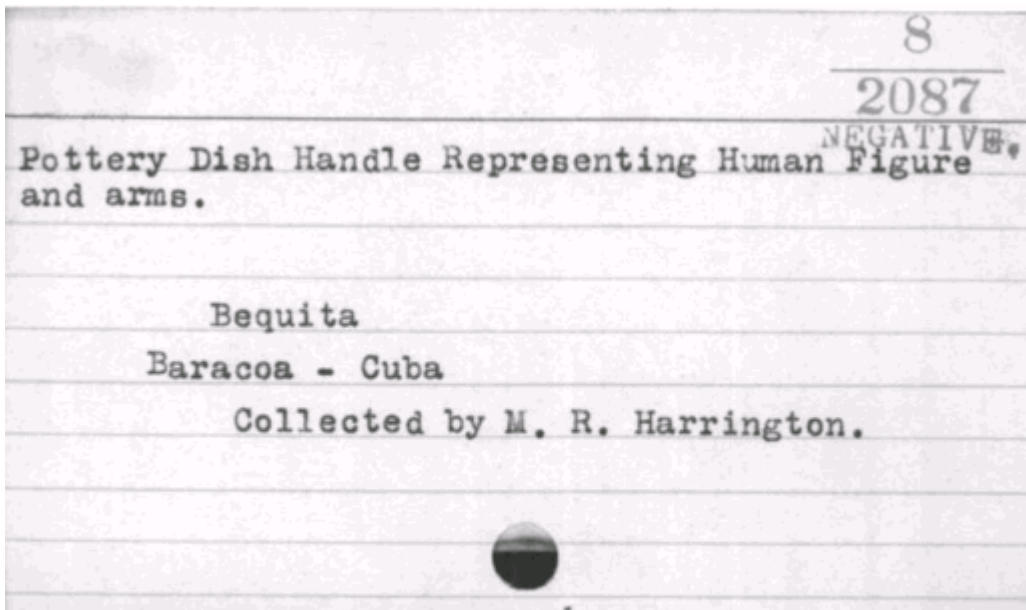 8
2087
NEGATIVE.
Pottery Dish Handle Representing Human Figure
and arms.
Bequita
Baracoa - Cuba
Collected by M. R. Harrington.